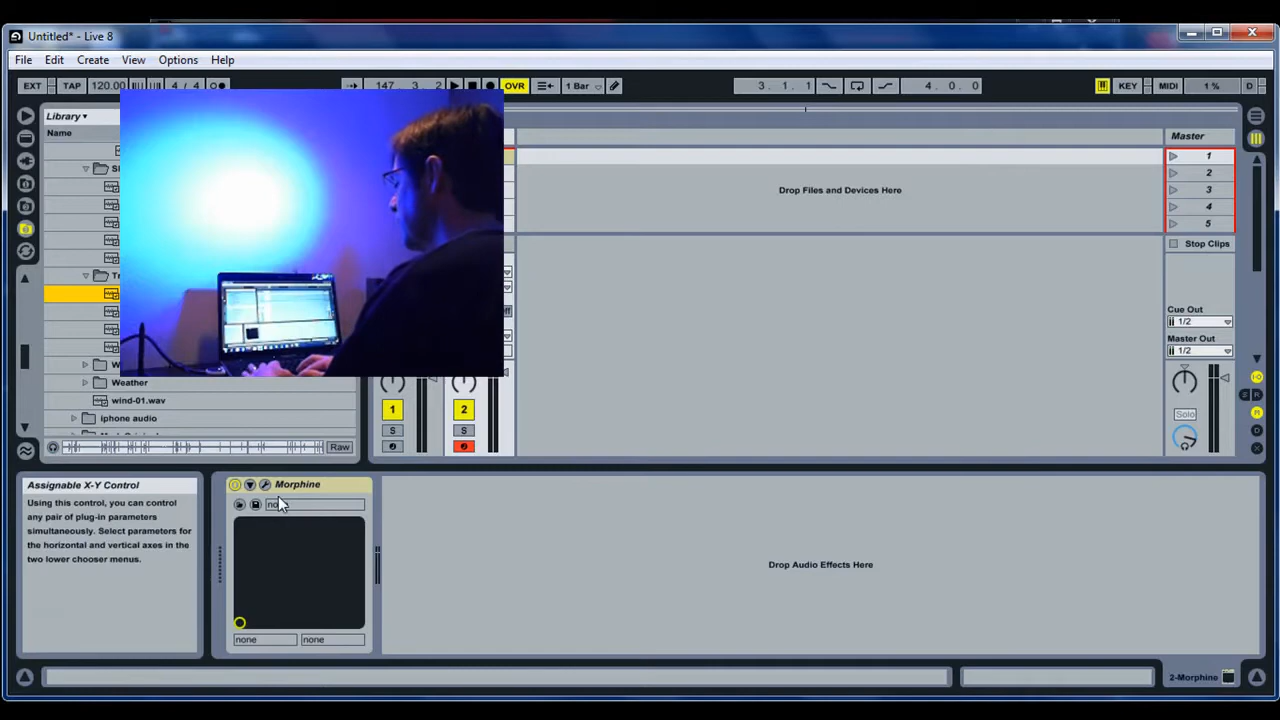 Untitled* - Live 8
File Edit Create View Options Help
EXT TAP 120.00 4 / 4 147 . 3 . 2 OVR 1 Bar 3 . 1 . 1 4 . 0 . 0 KEY MIDI 1 % D
Library
Name
Master
1
2
3
4
5
Drop Files and Devices Here
Stop Clips
Cue Out
1/2
Master Out
1/2
Weather
wind-01.wav
iphone audio
Raw
1
2
S
S
Solo
Assignable X-Y Control
Using this control, you can control
any pair of plug-in parameters
simultaneously. Select parameters for
the horizontal and vertical axes in the
two lower chooser menus.
Morphine
none none
Drop Audio Effects Here
2-Morphine